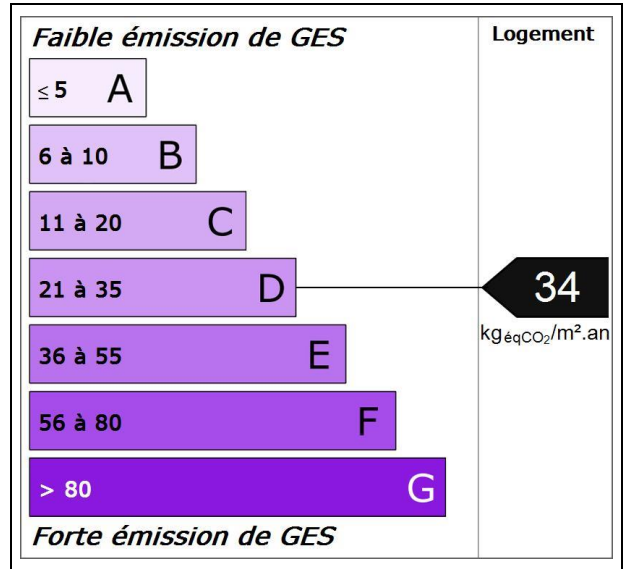 Faible émission de GES
Logement
≤ 5 A
6 à 10 B
11 à 20 C
21 à 35 D
34
kgéqCO₂/m².an
36 à 55 E
56 à 80 F
> 80 G
Forte émission de GES